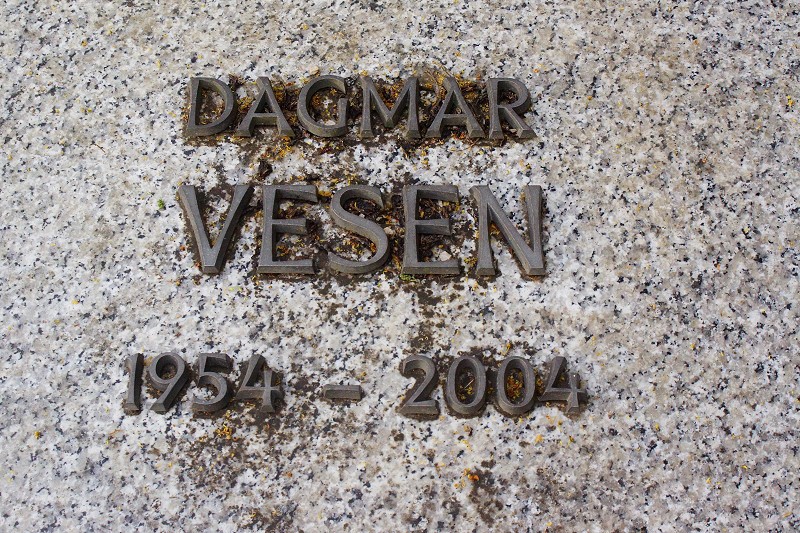 DAGMAR
VESEN
1954 – 2004